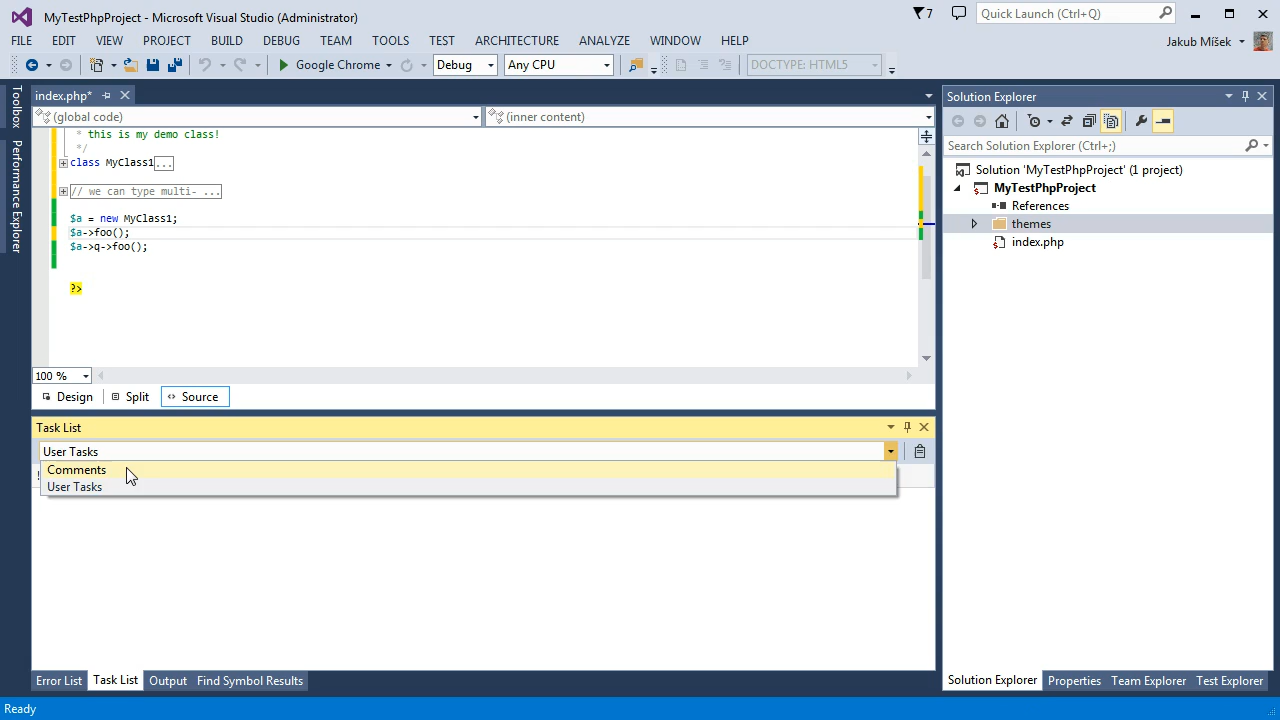 MyTestPhpProject - Microsoft Visual Studio (Administrator)
7
Quick Launch (Ctrl+Q)
FILE EDIT VIEW PROJECT BUILD DEBUG TEAM TOOLS TEST ARCHITECTURE ANALYZE WINDOW HELP
Jakub Míšek
Google Chrome
Debug
Any CPU
DOCTYPE: HTML5
Toolbox
Performance Explorer
index.php*
(global code)
(inner content)
* this is my demo class!
*/
class MyClass1...
// we can type multi- ...
$a = new MyClass1;
$a->foo();
$a->q->foo();
?>
100 %
Design
Split
Source
Task List
User Tasks
Comments
User Tasks
!
Error List
Task List
Output
Find Symbol Results
Solution Explorer
Search Solution Explorer (Ctrl+;)
Solution 'MyTestPhpProject' (1 project)
MyTestPhpProject
References
themes
index.php
Solution Explorer
Properties
Team Explorer
Test Explorer
Ready